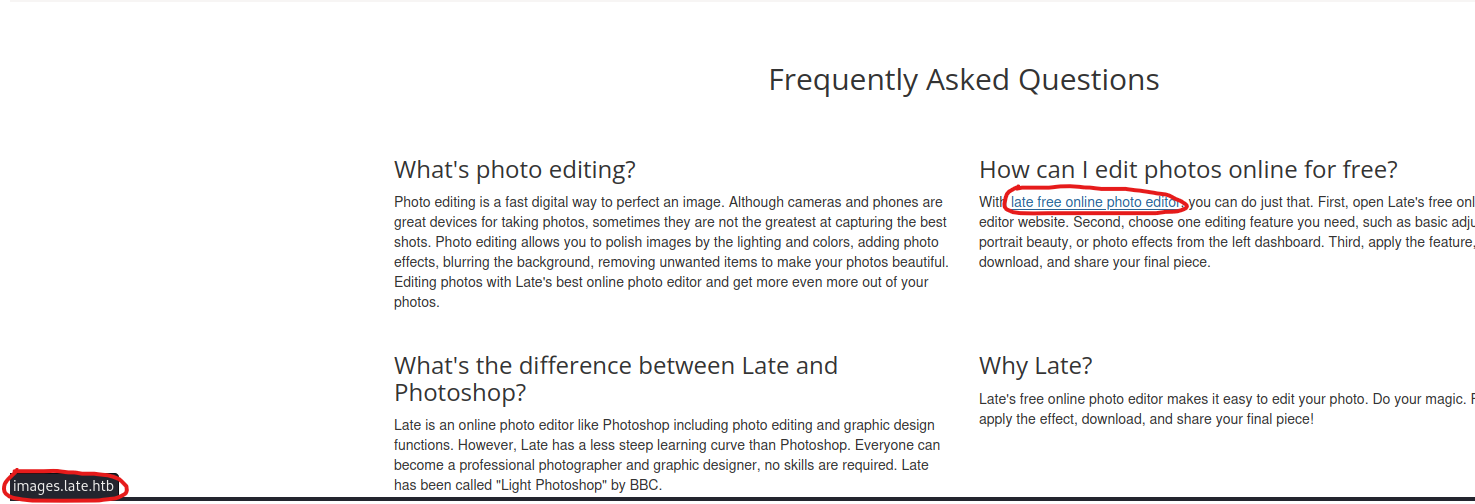 Frequently Asked Questions
What's photo editing?
Photo editing is a fast digital way to perfect an image. Although cameras and phones are
great devices for taking photos, sometimes they are not the greatest at capturing the best
shots. Photo editing allows you to polish images by the lighting and colors, adding photo
effects, blurring the background, removing unwanted items to make your photos beautiful.
Editing photos with Late's best online photo editor and get more even more out of your
photos.
How can I edit photos online for free?
With late free online photo editor, you can do just that. First, open Late's free onl
editor website. Second, choose one editing feature you need, such as basic adju
portrait beauty, or photo effects from the left dashboard. Third, apply the feature,
download, and share your final piece.
What's the difference between Late and
Photoshop?
Late is an online photo editor like Photoshop including photo editing and graphic design
functions. However, Late has a less steep learning curve than Photoshop. Everyone can
become a professional photographer and graphic designer, no skills are required. Late
has been called "Light Photoshop" by BBC.
Why Late?
Late's free online photo editor makes it easy to edit your photo. Do your magic.
apply the effect, download, and share your final piece!
images.late.htb